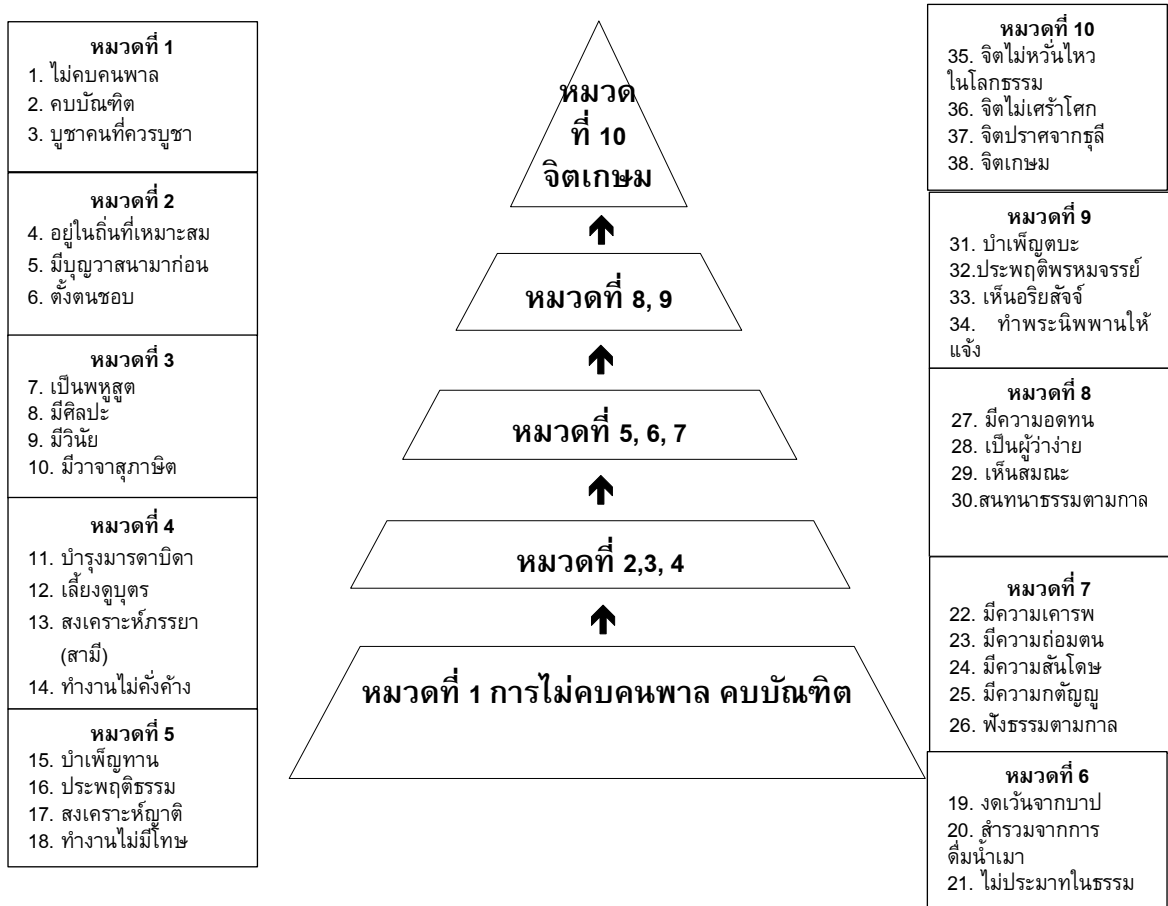 หมวดที่ 1
1. ไม่คบคนพาล
2. คบบัณฑิต
3. บูชาคนที่ควรบูชา
หมวดที่ 2
4. อยู่ในถิ่นที่เหมาะสม
5. มีบุญวาสนามาก่อน
6. ตั้งตนชอบ
หมวดที่ 3
7. เป็นพหูสูต
8. มีศิลปะ
9. มีวินัย
10. มีวาจาสุภาษิต
หมวดที่ 4
11. บำรุงมารดาบิดา
12. เลี้ยงดูบุตร
13. สงเคราะห์ภรรยา
(สามี)
14. ทำงานไม่คั่งค้าง
หมวดที่ 5
15. บำเพ็ญทาน
16. ประพฤติธรรม
17. สงเคราะห์ญาติ
18. ทำงานไม่มีโทษ
หมวด
ที่ 10
จิตเกษม
หมวดที่ 8, 9
หมวดที่ 5, 6, 7
หมวดที่ 2,3, 4
หมวดที่ 1 การไม่คบคนพาล คบบัณฑิต
หมวดที่ 10
35. จิตไม่หวั่นไหว
ในโลกธรรม
36. จิตไม่เศร้าโศก
37. จิตปราศจากธุลี
38. จิตเกษม
หมวดที่ 9
31. บำเพ็ญตบะ
32.ประพฤติพรหมจรรย์
33. เห็นอริยสัจจ์
34. ทำพระนิพพานให้
แจ้ง
หมวดที่ 8
27. มีความอดทน
28. เป็นผู้ว่าง่าย
29. เห็นสมณะ
30.สนทนาธรรมตามกาล
หมวดที่ 7
22. มีความเคารพ
23. มีความถ่อมตน
24. มีความสันโดษ
25. มีความกตัญญู
26. ฟังธรรมตามกาล
หมวดที่ 6
19. งดเว้นจากบาป
20. สำรวมจากการ
ดื่มน้ำเมา
21. ไม่ประมาทในธรรม